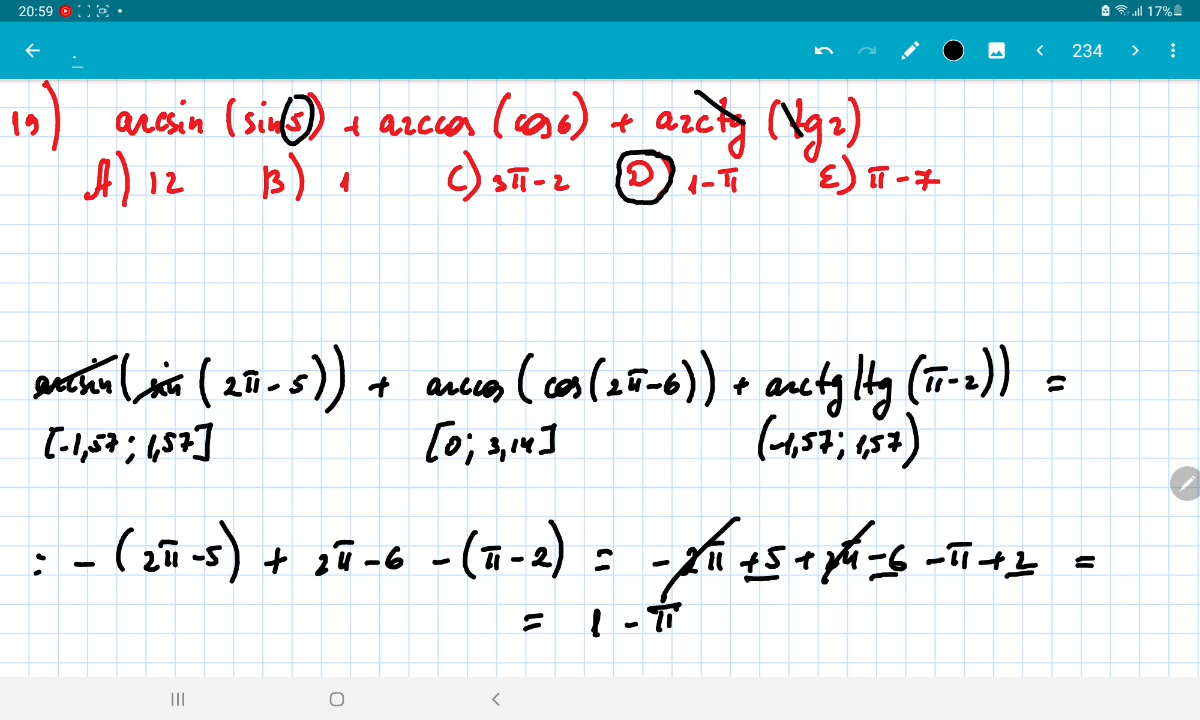 20:59 17%
234
19) arcsin (sin 5) + arccos (cos 6) + arctg (tg 2)
A) 12 B) 1 C) 3π-2 D) 1-π E) π-7
arcsin (sin (2π-5)) + arccos (cos (2π-6)) + arctg (tg (π-2)) =
[-1,57; 1,57] [0; 3,14] (-1,57; 1,57)
= -(2π-5) + 2π-6 -(π-2) = -2π+5+2π-6-π+2 =
= 1-π